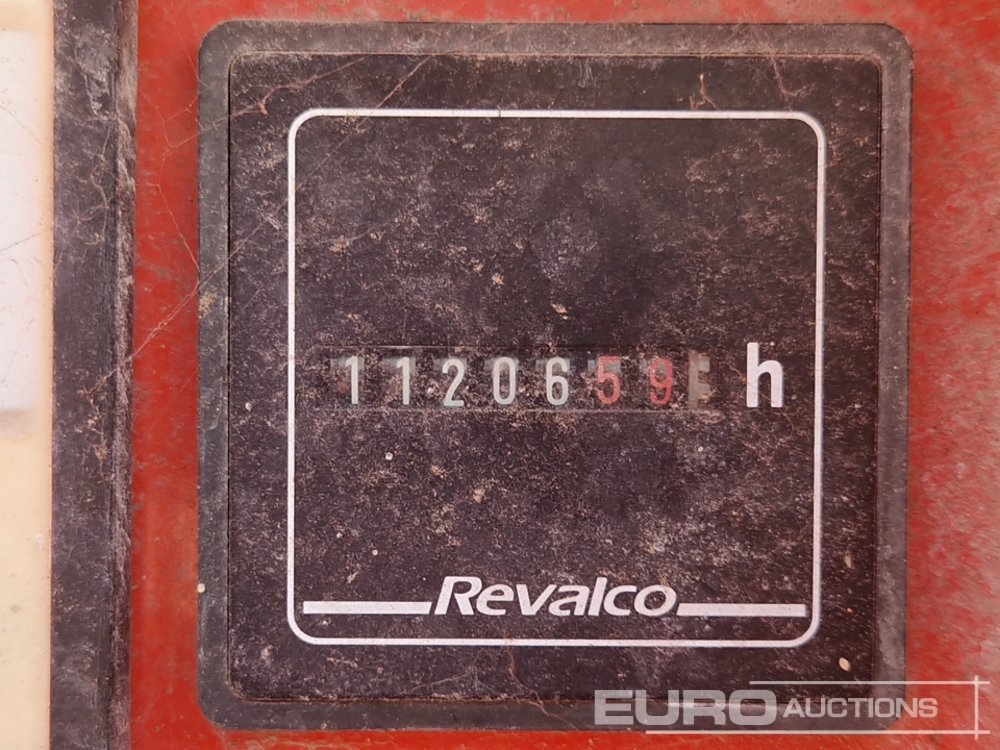 1120659 h
Revalco
EURO AUCTIONS